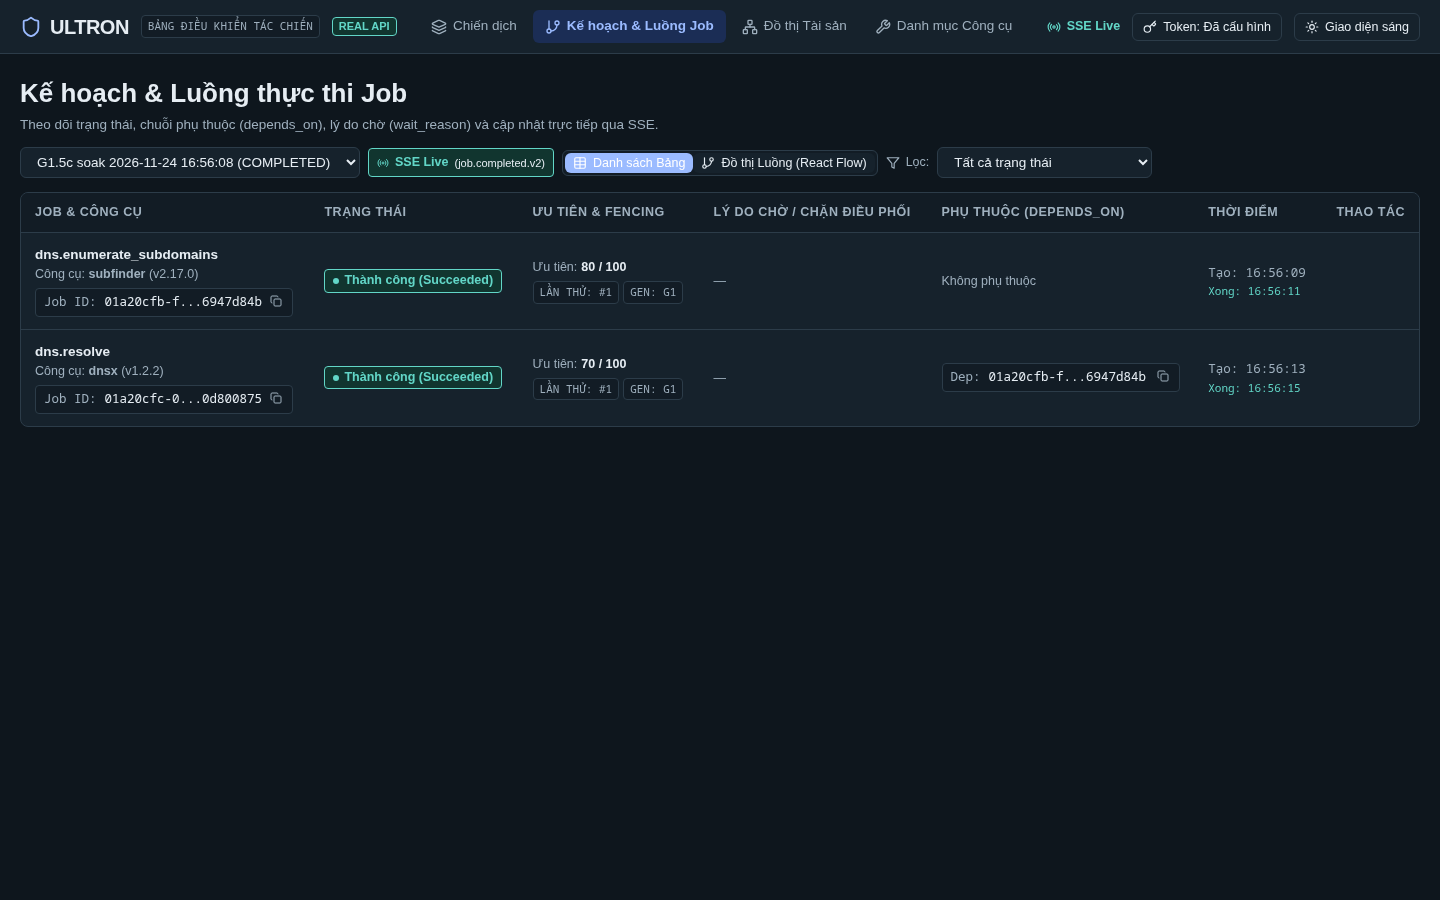 ULTRON BẢNG ĐIỀU KHIỂN TÁC CHIẾN REAL API Chiến dịch Kế hoạch & Luồng Job Đồ thị Tài sản Danh mục Công cụ SSE Live Token: Đã cấu hình Giao diện sáng
Kế hoạch & Luồng thực thi Job
Theo dõi trạng thái, chuỗi phụ thuộc (depends_on), lý do chờ (wait_reason) và cập nhật trực tiếp qua SSE.
G1.5c soak 2026-11-24 16:56:08 (COMPLETED) SSE Live (job.completed.v2) Danh sách Bảng Đồ thị Luồng (React Flow) Lọc: Tất cả trạng thái
JOB & CÔNG CỤ TRẠNG THÁI ƯU TIÊN & FENCING LÝ DO CHỜ / CHẶN ĐIỀU PHỐI PHỤ THUỘC (DEPENDS_ON) THỜI ĐIỂM THAO TÁC
dns.enumerate_subdomains
Công cụ: subfinder (v2.17.0)
Job ID: 01a20cfb-f...6947d84b
Thành công (Succeeded)
Ưu tiên: 80 / 100
LẦN THỬ: #1 GEN: G1
—
Không phụ thuộc
Tạo: 16:56:09
Xong: 16:56:11
dns.resolve
Công cụ: dnsx (v1.2.2)
Job ID: 01a20cfc-0...0d800875
Thành công (Succeeded)
Ưu tiên: 70 / 100
LẦN THỬ: #1 GEN: G1
—
Dep: 01a20cfb-f...6947d84b
Tạo: 16:56:13
Xong: 16:56:15